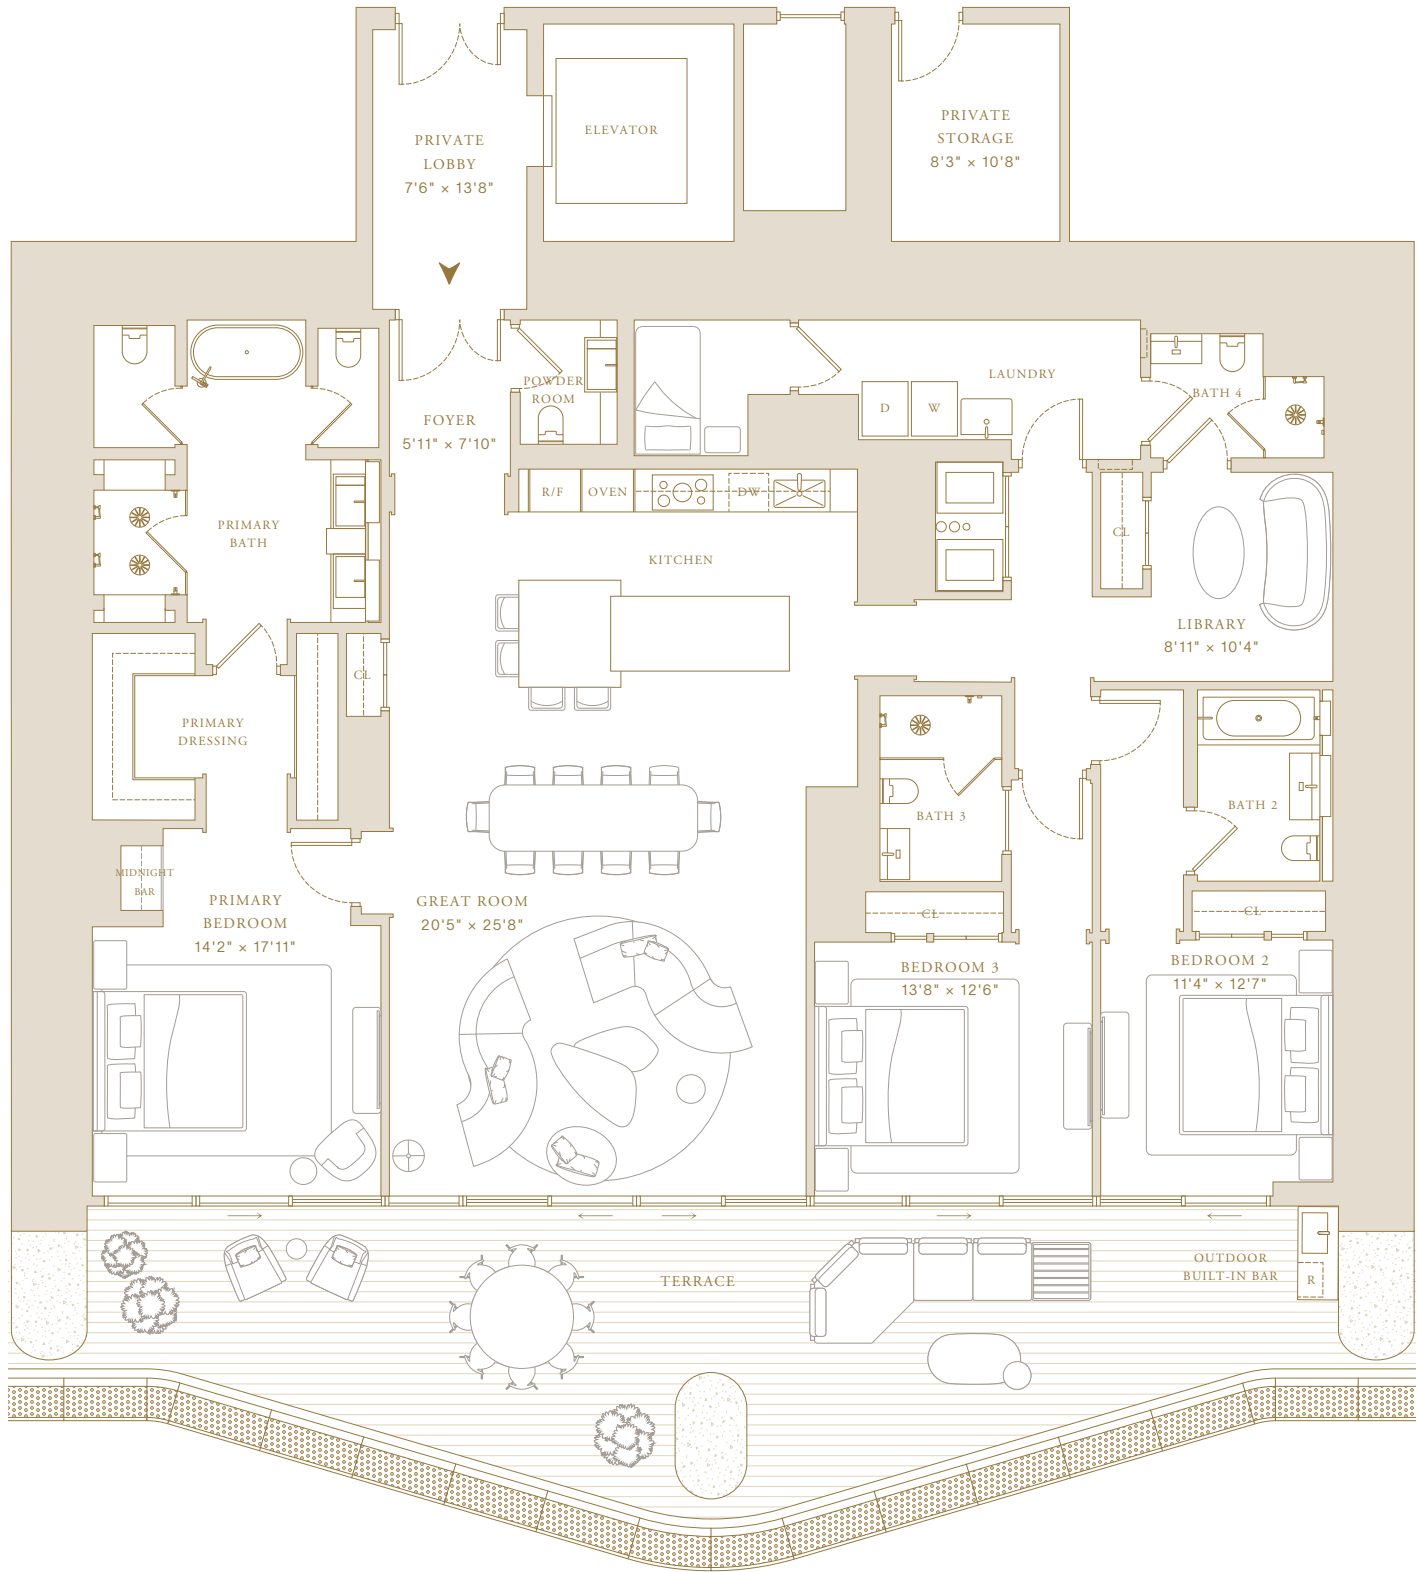 PRIVATE
LOBBY
7'6" × 13'8"
ELEVATOR
PRIVATE
STORAGE
8'3" × 10'8"
POWDER
ROOM
FOYER
5'11" × 7'10"
LAUNDRY
D
W
BATH 4
R/F
OVEN
DW
CL
PRIMARY
BATH
KITCHEN
LIBRARY
8'11" × 10'4"
CL
PRIMARY
DRESSING
BATH 3
BATH 2
MIDNIGHT
BAR
PRIMARY
BEDROOM
14'2" × 17'11"
GREAT ROOM
20'5" × 25'8"
CL
CL
BEDROOM 3
13'8" × 12'6"
BEDROOM 2
11'4" × 12'7"
TERRACE
OUTDOOR
BUILT-IN BAR
R